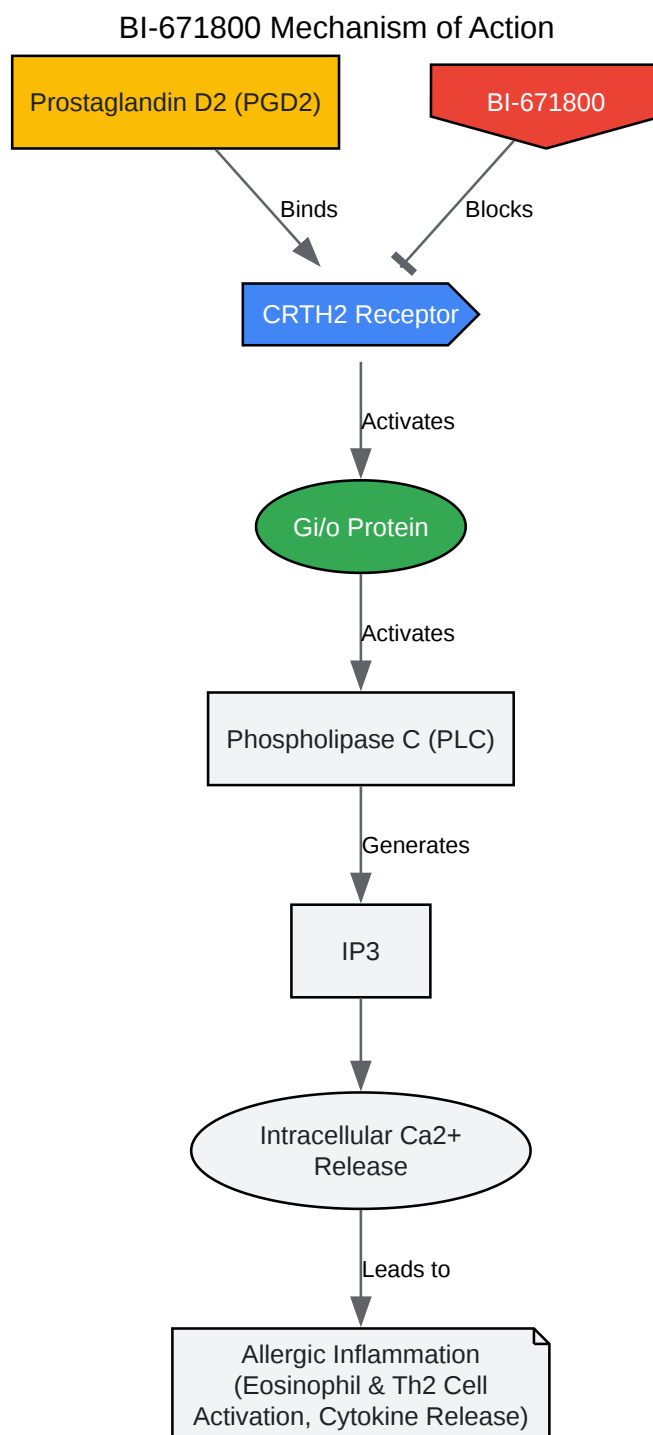 BI-671800 Mechanism of Action
Prostaglandin D2 (PGD2)
BI-671800
Binds
Blocks
CRTH2 Receptor
Activates
Gi/o Protein
Activates
Phospholipase C (PLC)
Generates
IP3
Intracellular Ca2+
Release
Leads to
Allergic Inflammation
(Eosinophil & Th2 Cell
Activation, Cytokine Release)